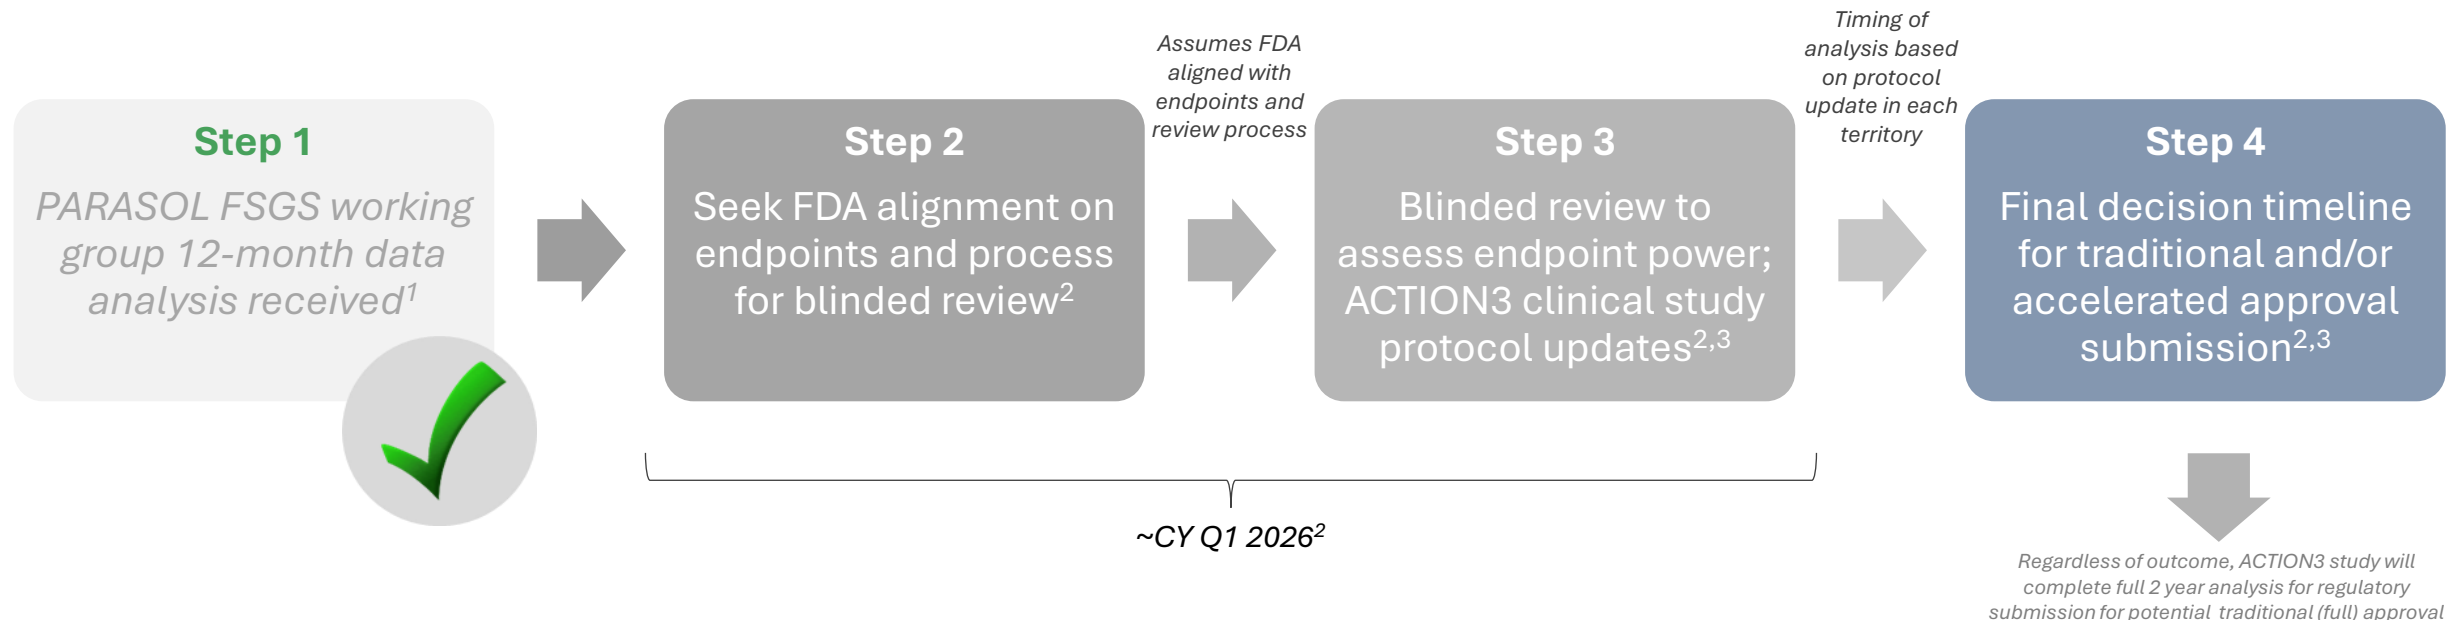 Step 1
PARASOL FSGS working
group 12-month data
analysis received1
Step 2
Seek FDA alignment on
endpoints and process
for blinded review2
Assumes FDA
aligned with
endpoints and
review process
Step 3
Blinded review to
assess endpoint power;
ACTION3 clinical study
protocol updates2,3
Timing of
analysis based
on protocol
update in each
territory
Step 4
Final decision timeline
for traditional and/or
accelerated approval
submission2,3
~CY Q1 20262
Regardless of outcome, ACTION3 study will
complete full 2 year analysis for regulatory
submission for potential traditional (full) approval